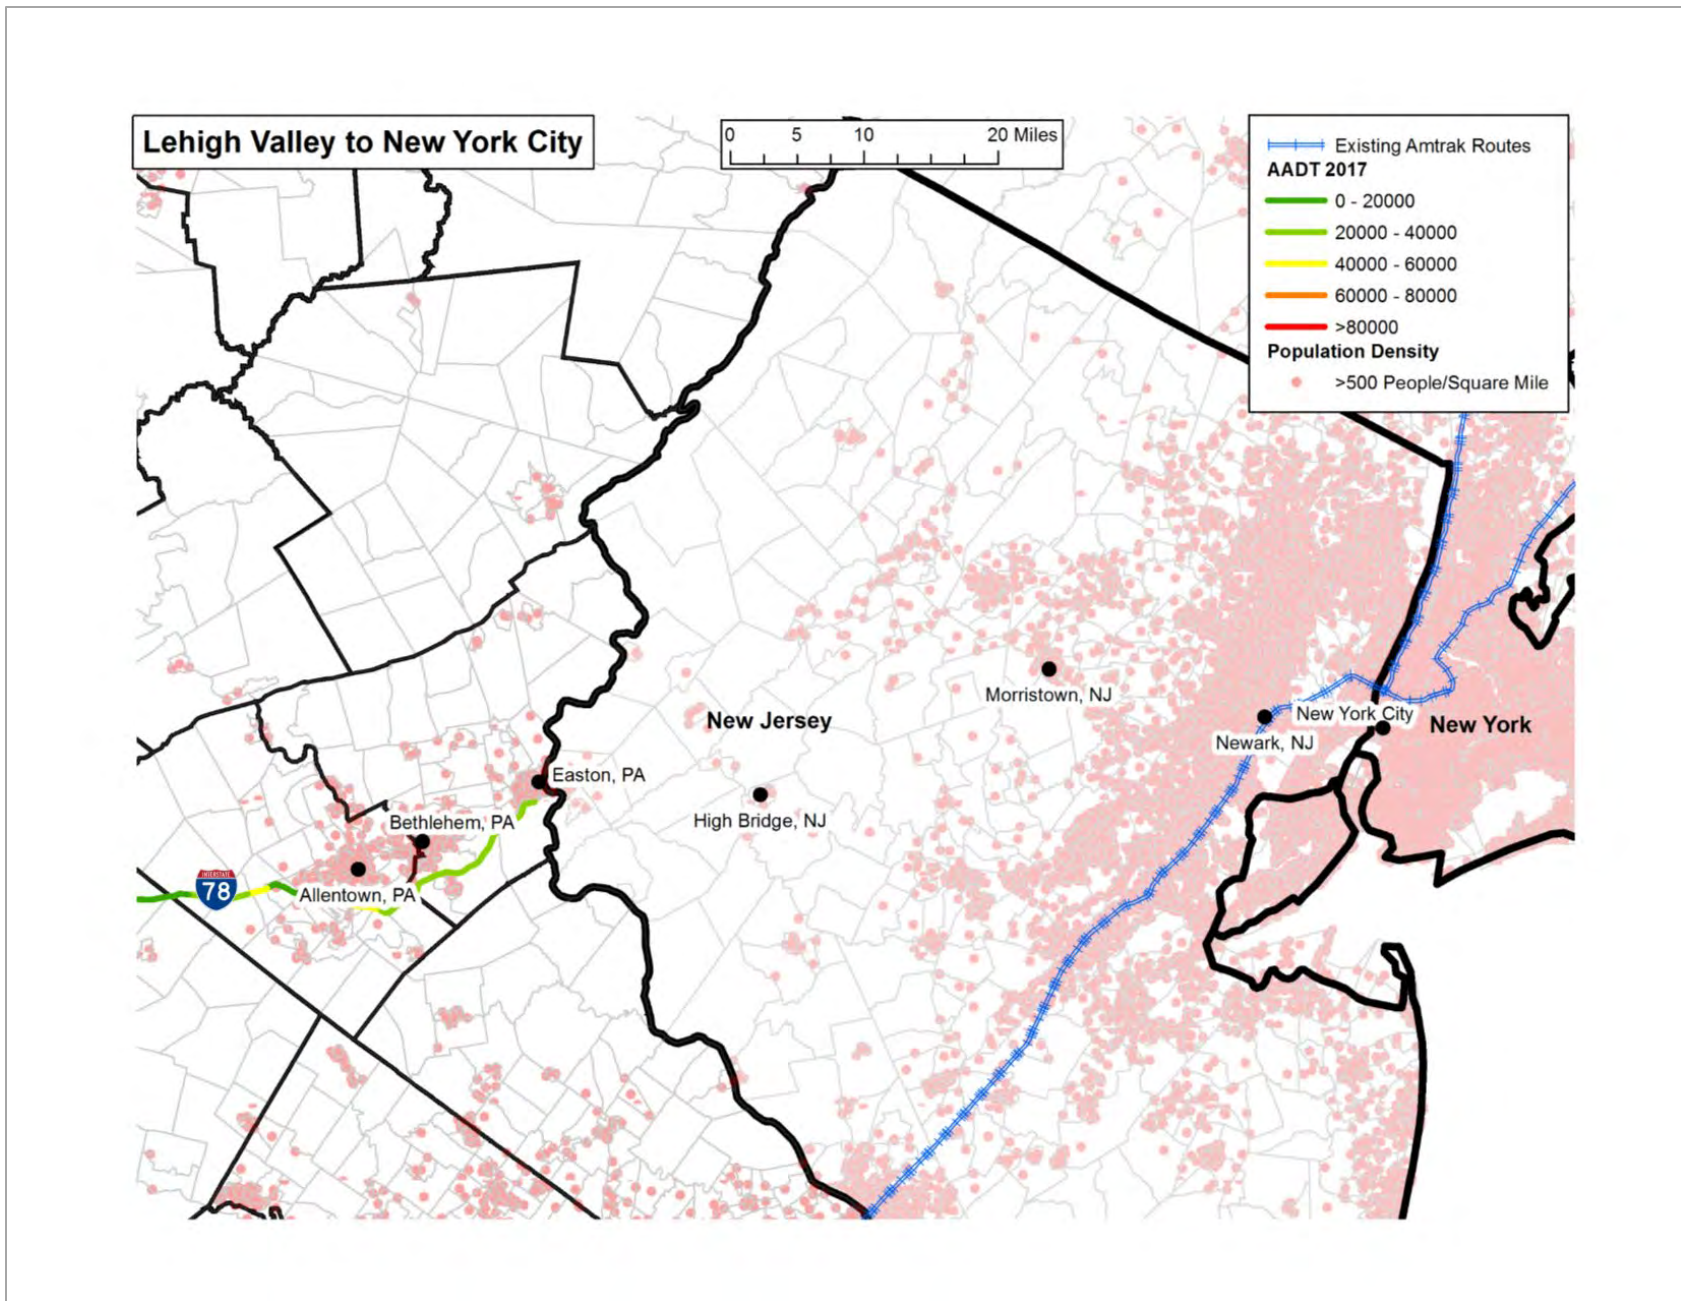 Lehigh Valley to New York City
0 5 10 20 Miles
Existing Amtrak Routes
AADT 2017
0 - 20000
20000 - 40000
40000 - 60000
60000 - 80000
>80000
Population Density
>500 People/Square Mile
Morristown, NJ
New Jersey
New York City
New York
Newark, NJ
Easton, PA
High Bridge, NJ
Bethlehem, PA
INTERSTATE
78
Allentown, PA